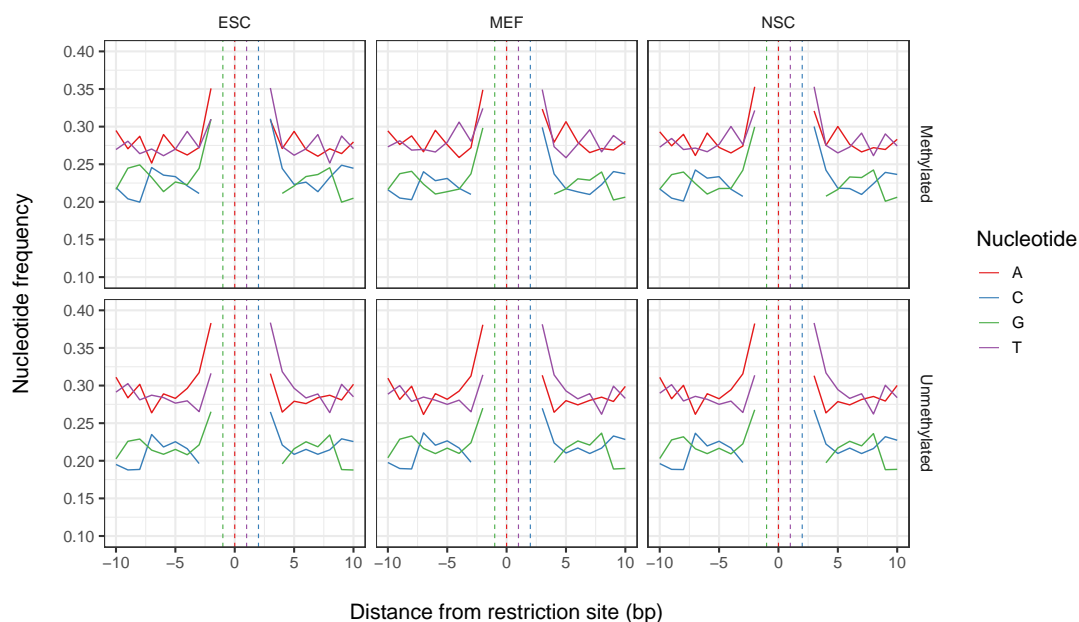 ESC MEF NSC
0.40
0.35
0.30
0.25
0.20
0.15
0.10
Methylated
0.40
0.35
0.30
0.25
0.20
0.15
0.10
Unmethylated
Nucleotide frequency
−10 −5 0 5 10 −10 −5 0 5 10 −10 −5 0 5 10
Distance from restriction site (bp)
Nucleotide
A
C
G
T